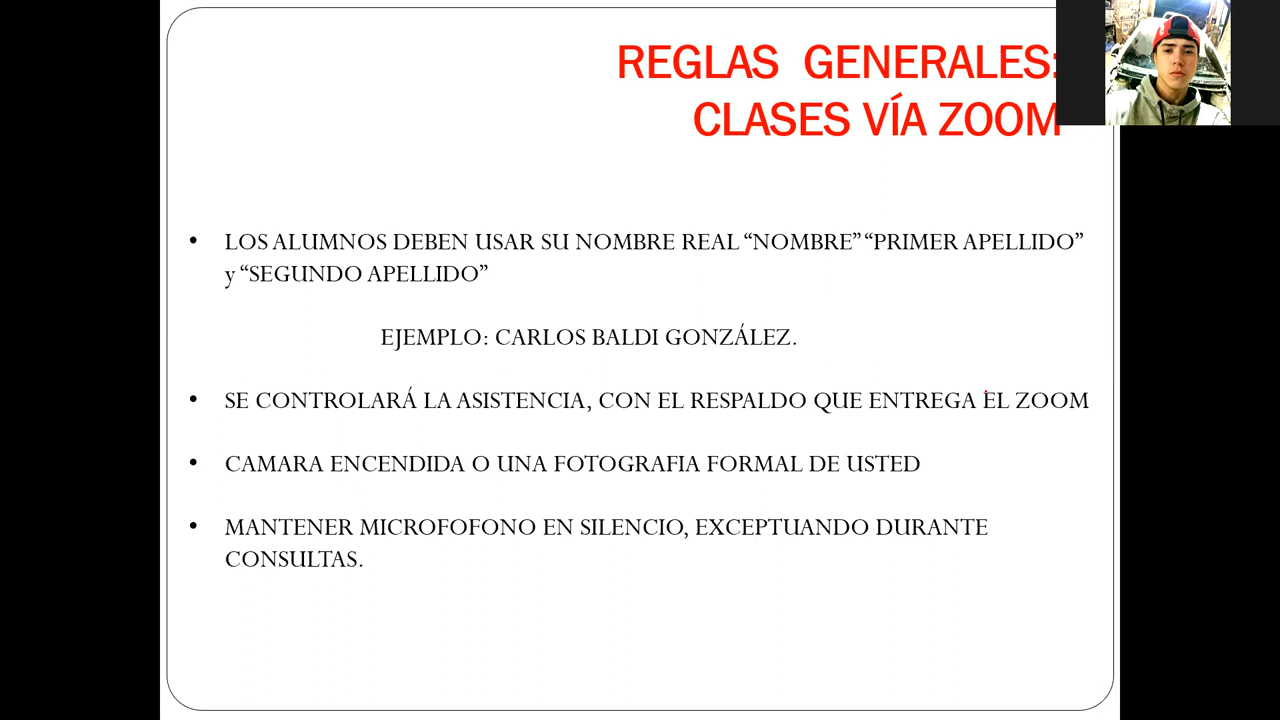 REGLAS GENERALES:
CLASES VÍA ZOOM
• LOS ALUMNOS DEBEN USAR SU NOMBRE REAL “NOMBRE” “PRIMER APELLIDO”
y “SEGUNDO APELLIDO”
EJEMPLO: CARLOS BALDI GONZÁLEZ.
• SE CONTROLARÁ LA ASISTENCIA, CON EL RESPALDO QUE ENTREGA EL ZOOM
• CAMARA ENCENDIDA O UNA FOTOGRAFIA FORMAL DE USTED
• MANTENER MICROFOFONO EN SILENCIO, EXCEPTUANDO DURANTE
CONSULTAS.